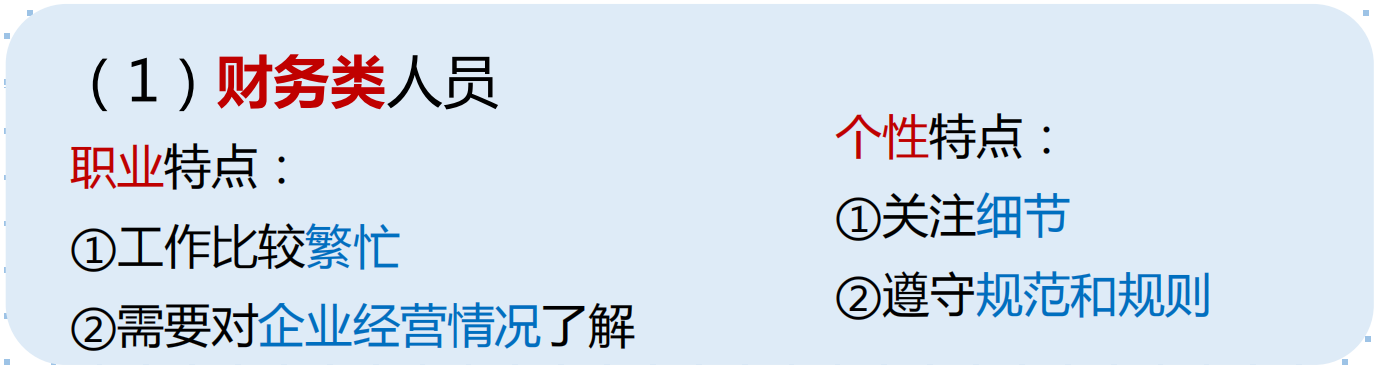 （1）财务类人员
职业特点：
①工作比较繁忙
②需要对企业经营情况了解
个性特点：
①关注细节
②遵守规范和规则